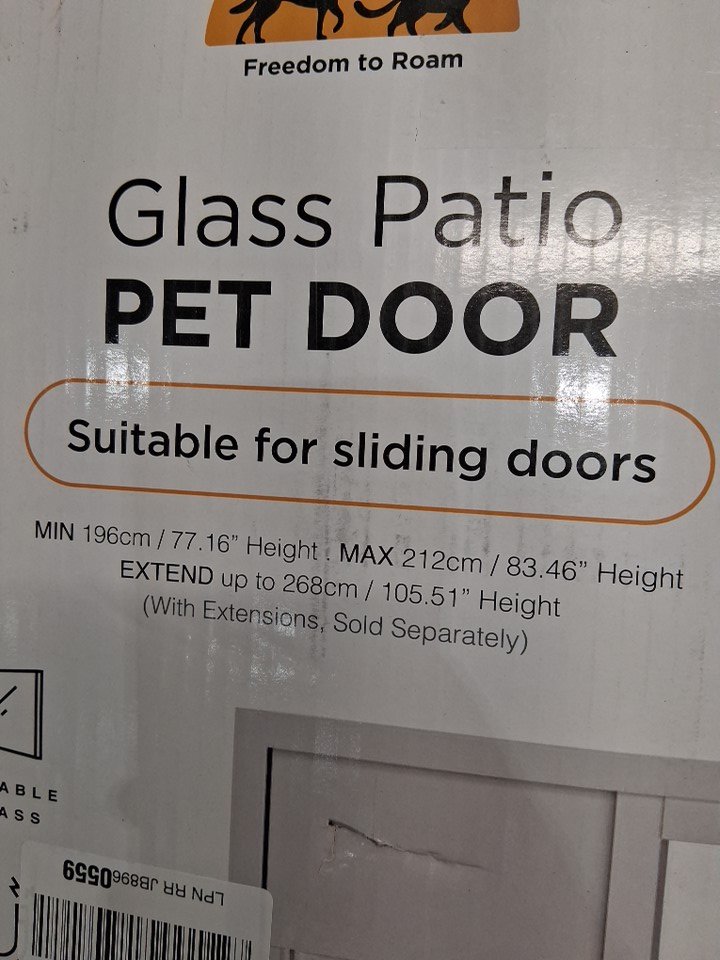 Freedom to Roam
Glass Patio
PET DOOR
Suitable for sliding doors
MIN 196cm / 77.16” Height . MAX 212cm / 83.46” Height
EXTEND up to 268cm / 105.51” Height
(With Extensions, Sold Separately)
ABLE
ASS
LPN RR JB8960559